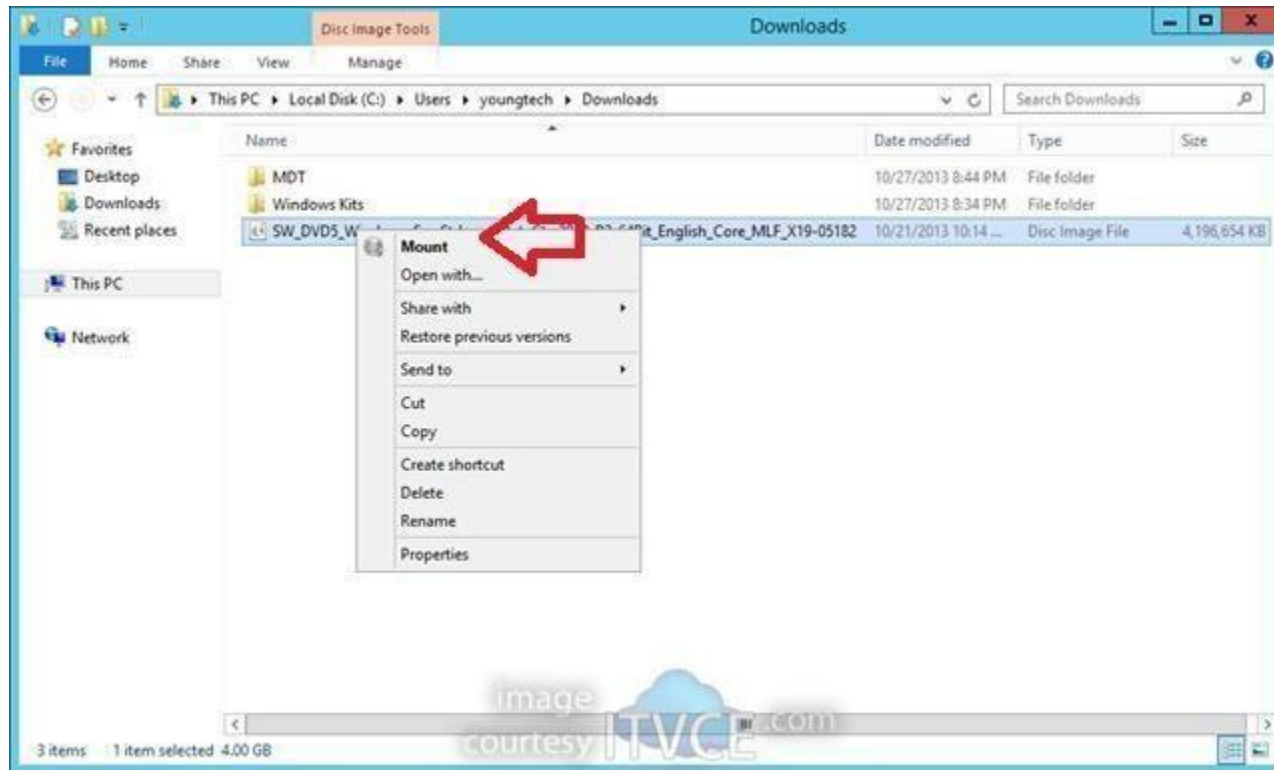 Disc Image Tools Downloads
File Home Share View Manage
This PC Local Disk (C:) Users youngtech Downloads Search Downloads
Name Date modified Type Size
Favorites
Desktop
Downloads
Recent places
This PC
Network
MDT 10/27/2013 8:44 PM File folder
Windows Kits 10/27/2013 8:34 PM File folder
10/21/2013 10:14 ... Disc Image File 4,196,654 KB
Mount
Open with...
Share with
Restore previous versions
Send to
Cut
Copy
Create shortcut
Delete
Rename
Properties
image
courtesy ITVCE.com
3 items 1 item selected 4.00 GB